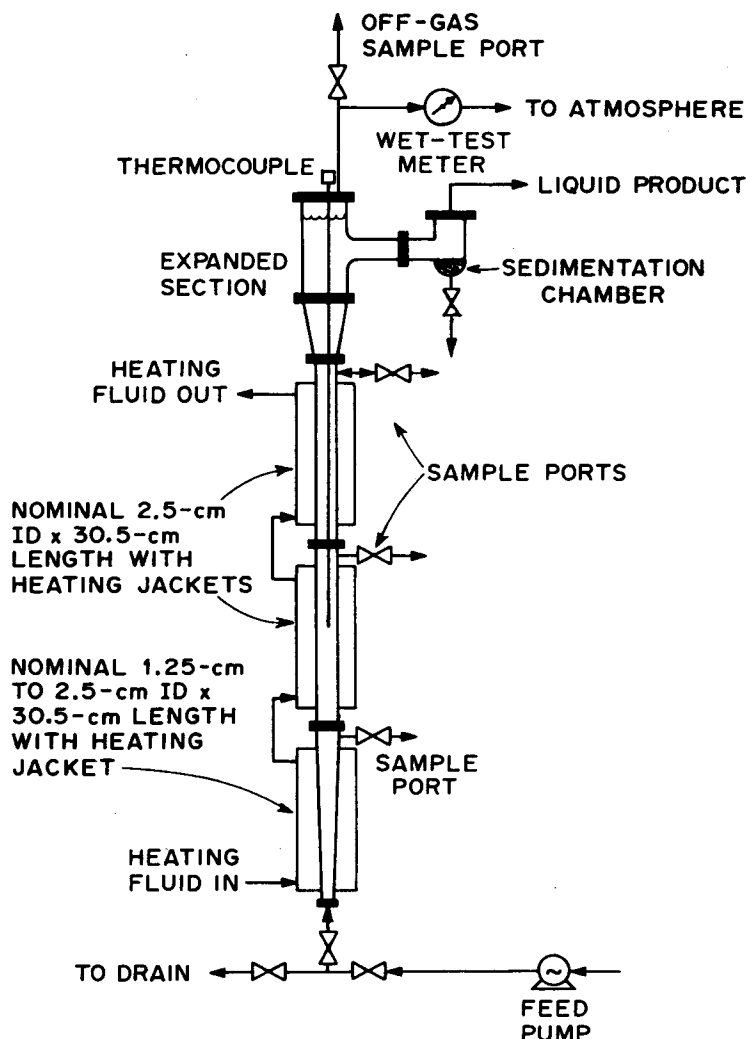 OFF-GAS
SAMPLE PORT
TO ATMOSPHERE
WET-TEST
METER
THERMOCOUPLE
LIQUID PRODUCT
EXPANDED
SECTION
SEDIMENTATION
CHAMBER
HEATING
FLUID OUT
SAMPLE PORTS
NOMINAL 2.5-cm
ID x 30.5-cm
LENGTH WITH
HEATING JACKETS
NOMINAL 1.25-cm
TO 2.5-cm ID x
30.5-cm LENGTH
WITH HEATING
JACKET
SAMPLE
PORT
HEATING
FLUID IN
TO DRAIN
FEED
PUMP